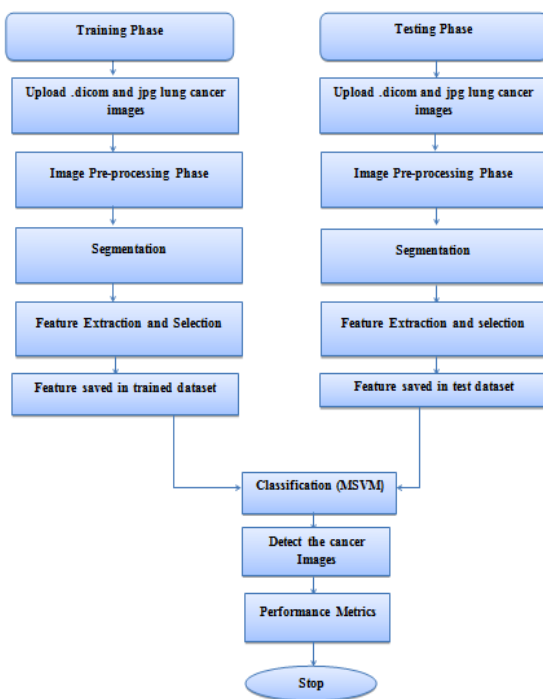 Training Phase
Upload .dicom and jpg lung cancer
images
Image Pre-processing Phase
Segmentation
Feature Extraction and Selection
Feature saved in trained dataset
Testing Phase
Upload .dicom and jpg lung cancer
images
Image Pre-processing Phase
Segmentation
Feature Extraction and selection
Feature saved in test dataset
Classification (MSVM)
Detect the cancer
Images
Performance Metrics
Stop